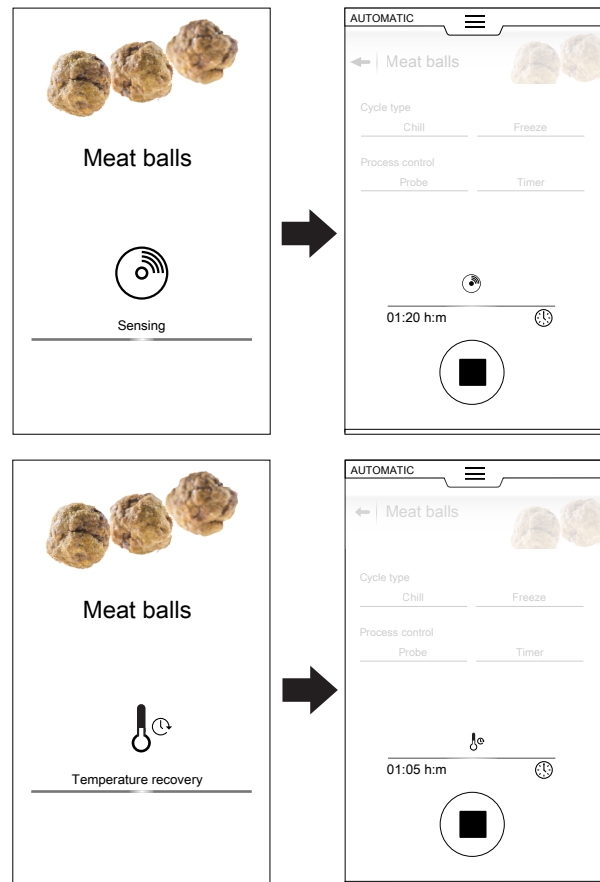 Meat balls
Sensing
AUTOMATIC
Meat balls
Cycle type
Chill Freeze
Process control
Probe Timer
01:20 h:m
Meat balls
Temperature recovery
AUTOMATIC
Meat balls
Cycle type
Chill Freeze
Process control
Probe Timer
01:05 h:m